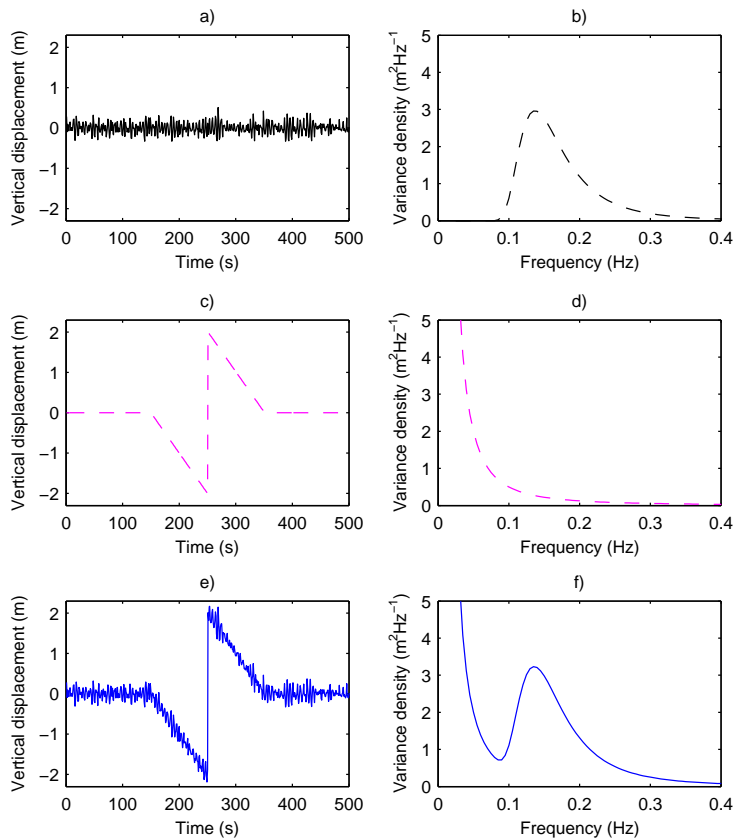 a)
Vertical displacement (m)
2
1
0
−1
−2
0 100 200 300 400 500
Time (s)
b)
Variance density (m²Hz⁻¹)
5
4
3
2
1
0
0 0.1 0.2 0.3 0.4
Frequency (Hz)
c)
Vertical displacement (m)
2
1
0
−1
−2
0 100 200 300 400 500
Time (s)
d)
Variance density (m²Hz⁻¹)
5
4
3
2
1
0
0 0.1 0.2 0.3 0.4
Frequency (Hz)
e)
Vertical displacement (m)
2
1
0
−1
−2
0 100 200 300 400 500
Time (s)
f)
Variance density (m²Hz⁻¹)
5
4
3
2
1
0
0 0.1 0.2 0.3 0.4
Frequency (Hz)